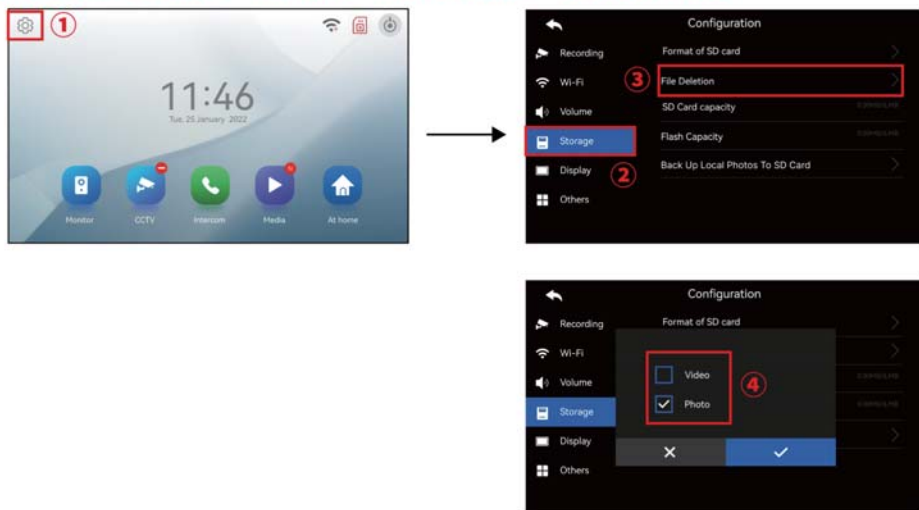 ①
11:46
Tue, 25 January 2022
Monitor
CCTV
Intercom
Media
At home
Configuration
Recording
Format of SD card
Wi-Fi
③
File Deletion
Volume
SD Card capacity
Storage
Flash Capacity
②
Display
Back Up Local Photos To SD Card
Others
Configuration
Recording
Format of SD card
Wi-Fi
Video
④
Volume
Photo
Storage
Display
Others